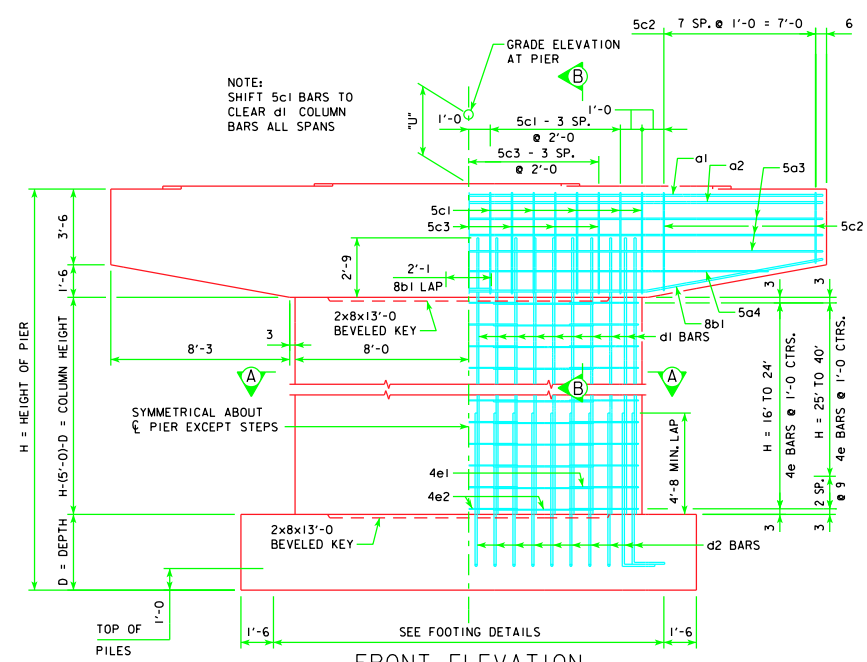 5c2
7 SP. @ 1'-0 = 7'-0
6
GRADE ELEVATION
AT PIER
B
NOTE:
SHIFT 5c1 BARS TO
CLEAR d1 COLUMN
BARS ALL SPANS
"U"
1'-0
5c1 - 3 SP.
@ 2'-0
1'-0
5c3 - 3 SP.
@ 2'-0
a1
a2
5a3
3'-6
5c1
5c3
5c2
2'-9
2'-1
8b1 LAP
1'-6
3
3
5a4
8b1
2x8x13'-0
BEVELED KEY
d1 BARS
3
8'-3
8'-0
A
B
A
H = HEIGHT OF PIER
H-(5'-0)-D = COLUMN HEIGHT
SYMMETRICAL ABOUT
℄ PIER EXCEPT STEPS
4'-8 MIN. LAP
H = 16' TO 24'
4e BARS @ 1'-0 CTRS.
H = 25' TO 40'
4e BARS @ 1'-0 CTRS.
2 SP.
@ 9
4e1
4e2
3
3
2x8x13'-0
BEVELED KEY
d2 BARS
D = DEPTH
1'-0
TOP OF
PILES
1'-6
SEE FOOTING DETAILS
1'-6
FRONT ELEVATION